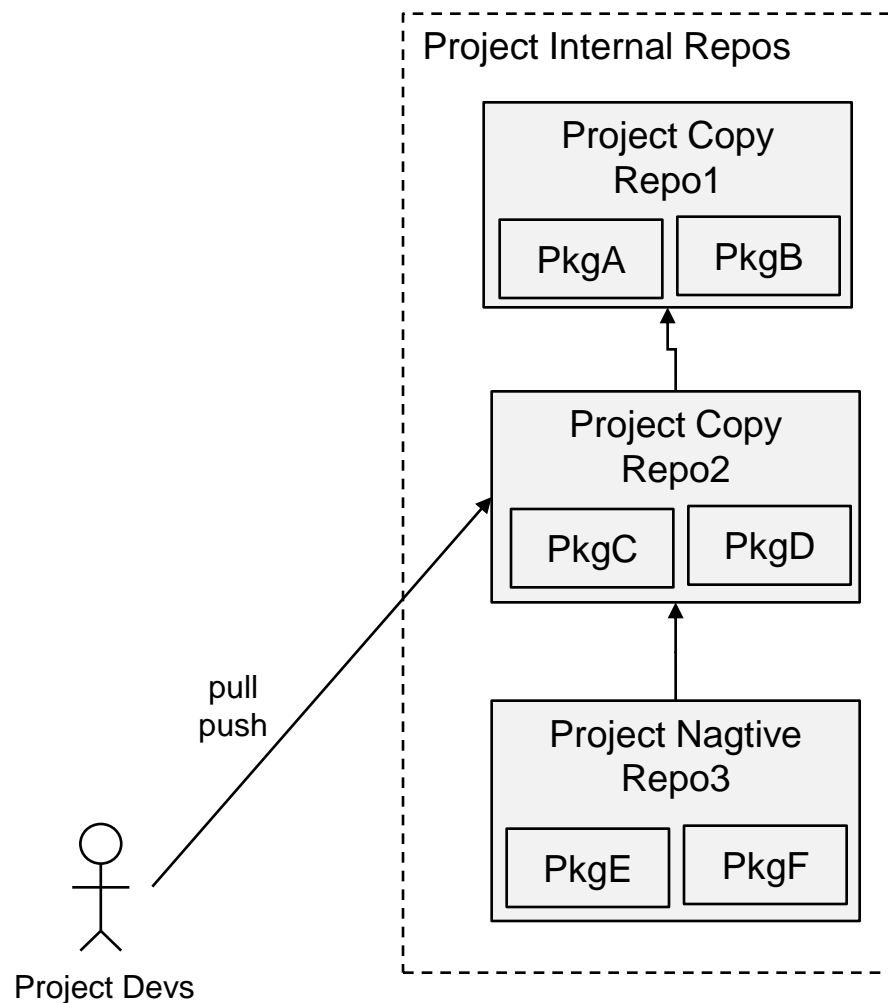 Project Internal Repos
Project Copy
Repo1
PkgA
PkgB
Project Copy
Repo2
PkgC
PkgD
pull
push
Project Nagtive
Repo3
PkgE
PkgF
Project Devs